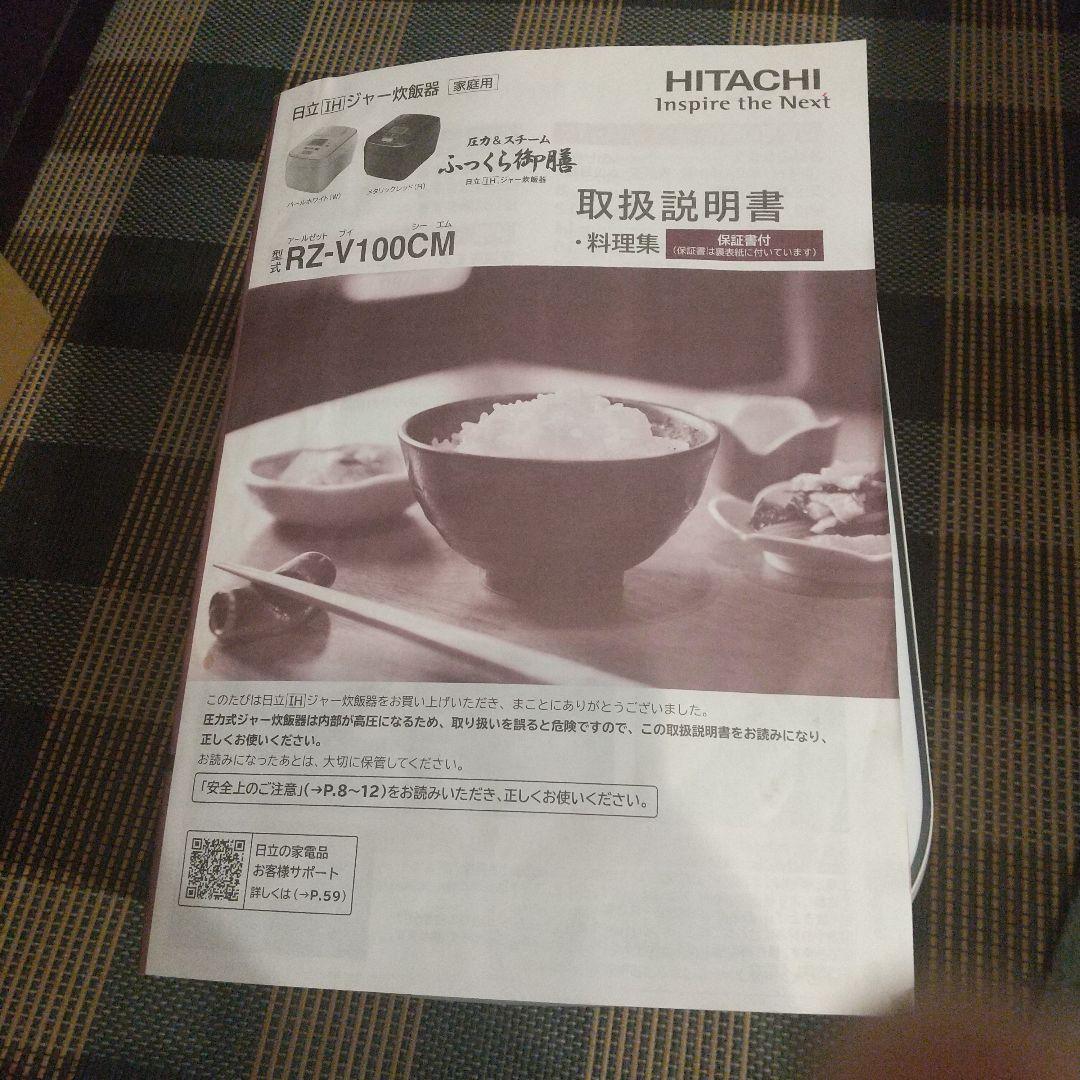 日立IHジャー炊飯器 家庭用
HITACHI
Inspire the Next
パールホワイト(W)
メタリックレッド(R)
圧力&スチーム
ふっくら御膳
日立IHジャー炊飯器
取扱説明書
・料理集
保証書付
(保証書は裏表紙に付いています)
アールゼット ブイ シー エム
型式 RZ-V100CM
このたびは日立IHジャー炊飯器をお買い上げいただき、まことにありがとうございました。
圧力式ジャー炊飯器は内部が高圧になるため、取り扱いを誤ると危険ですので、この取扱説明書をお読みになり、
正しくお使いください。
お読みになったあとは、大切に保管してください。
「安全上のご注意」(→P.8~12)をお読みいただき、正しくお使いください。
日立の家電品
お客様サポート
詳しくは(→P.59)